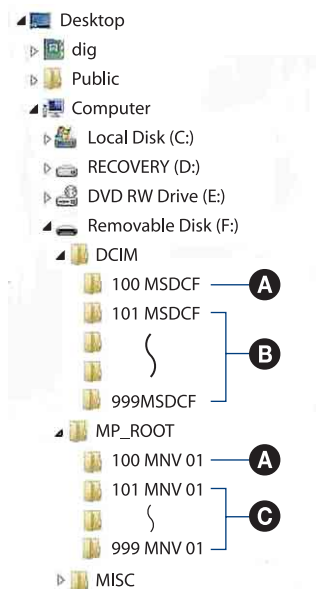 Desktop
dig
Public
Computer
Local Disk (C:)
RECOVERY (D:)
DVD RW Drive (E:)
Removable Disk (F:)
DCIM
100 MSDCF A
101 MSDCF
B
999MSDCF
MP_ROOT
100 MNV 01 A
101 MNV 01
C
999 MNV 01
MISC